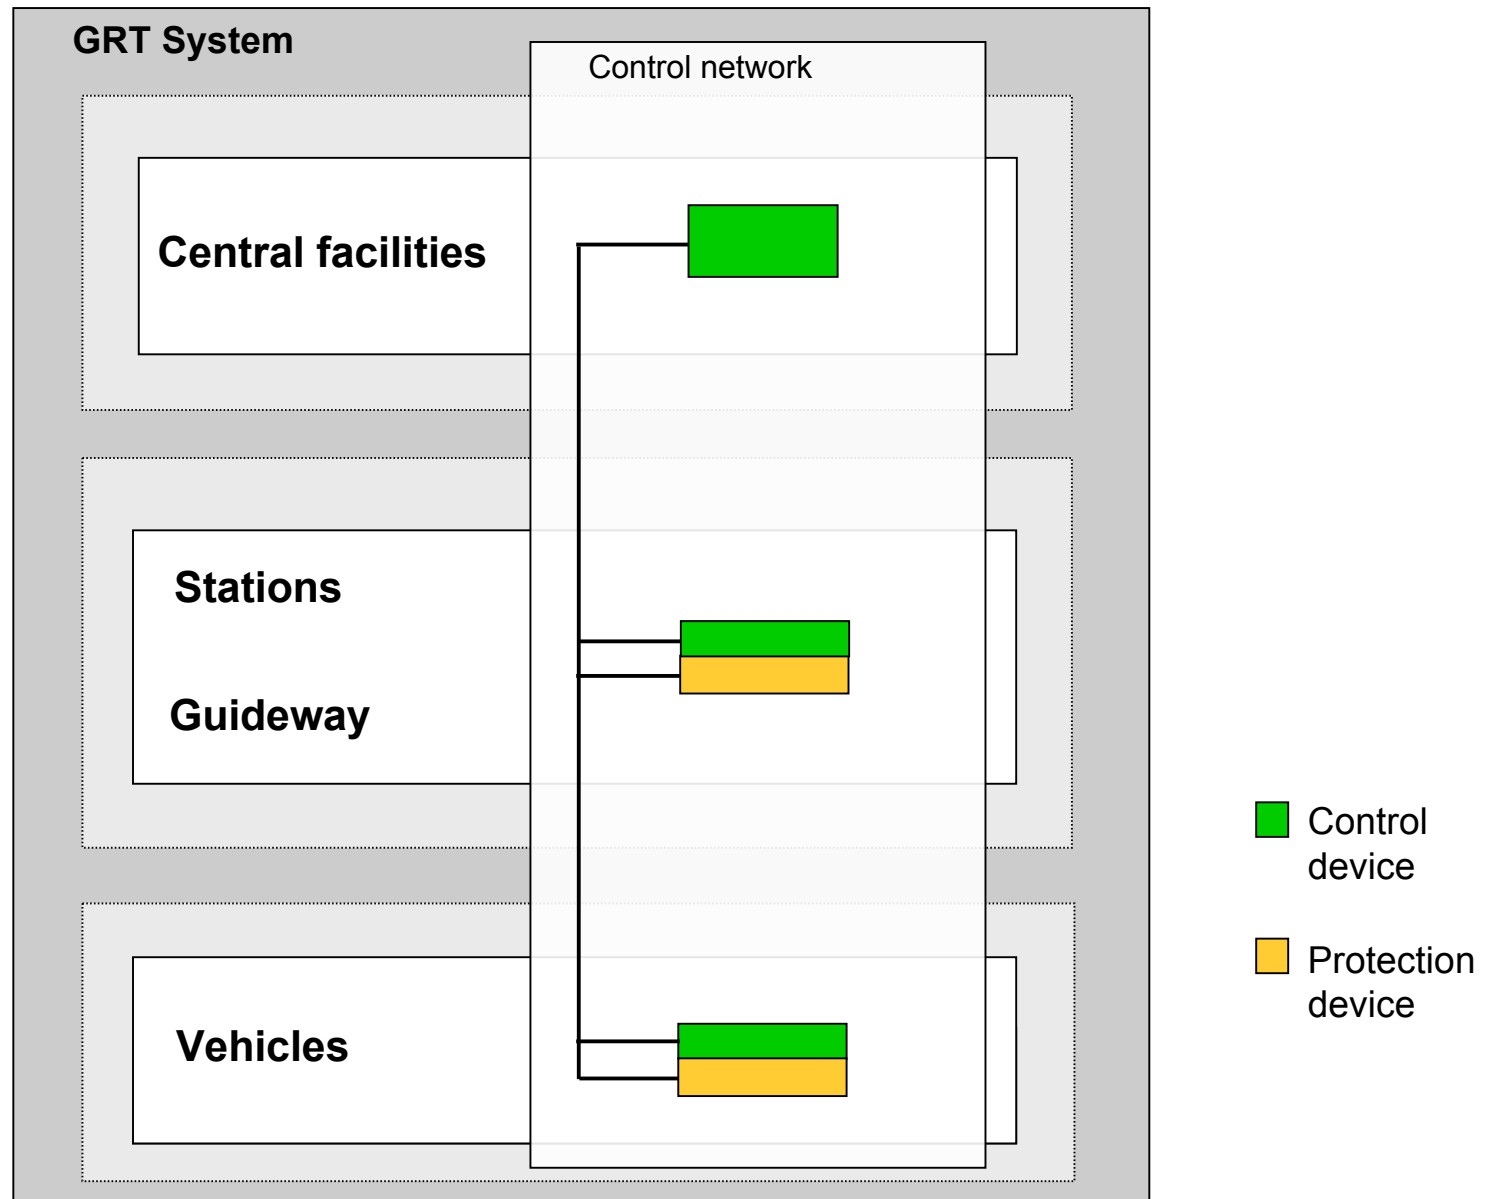 GRT System
Control network
Central facilities
Stations
Guideway
Vehicles
Control
device
Protection
device